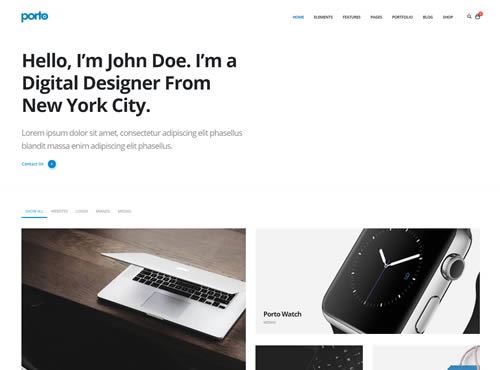 porto
HOME ELEMENTS FEATURES PAGES PORTFOLIO BLOG SHOP
Hello, I'm John Doe. I'm a
Digital Designer From
New York City.
Lorem ipsum dolor sit amet, consectetur adipiscing elit phasellus
blandit massa enim adipiscing elit phasellus.
Contact Us
SHOW ALL WEBSITES LOGOS BRANDS MEDIAS
Porto Watch
MEDIAS